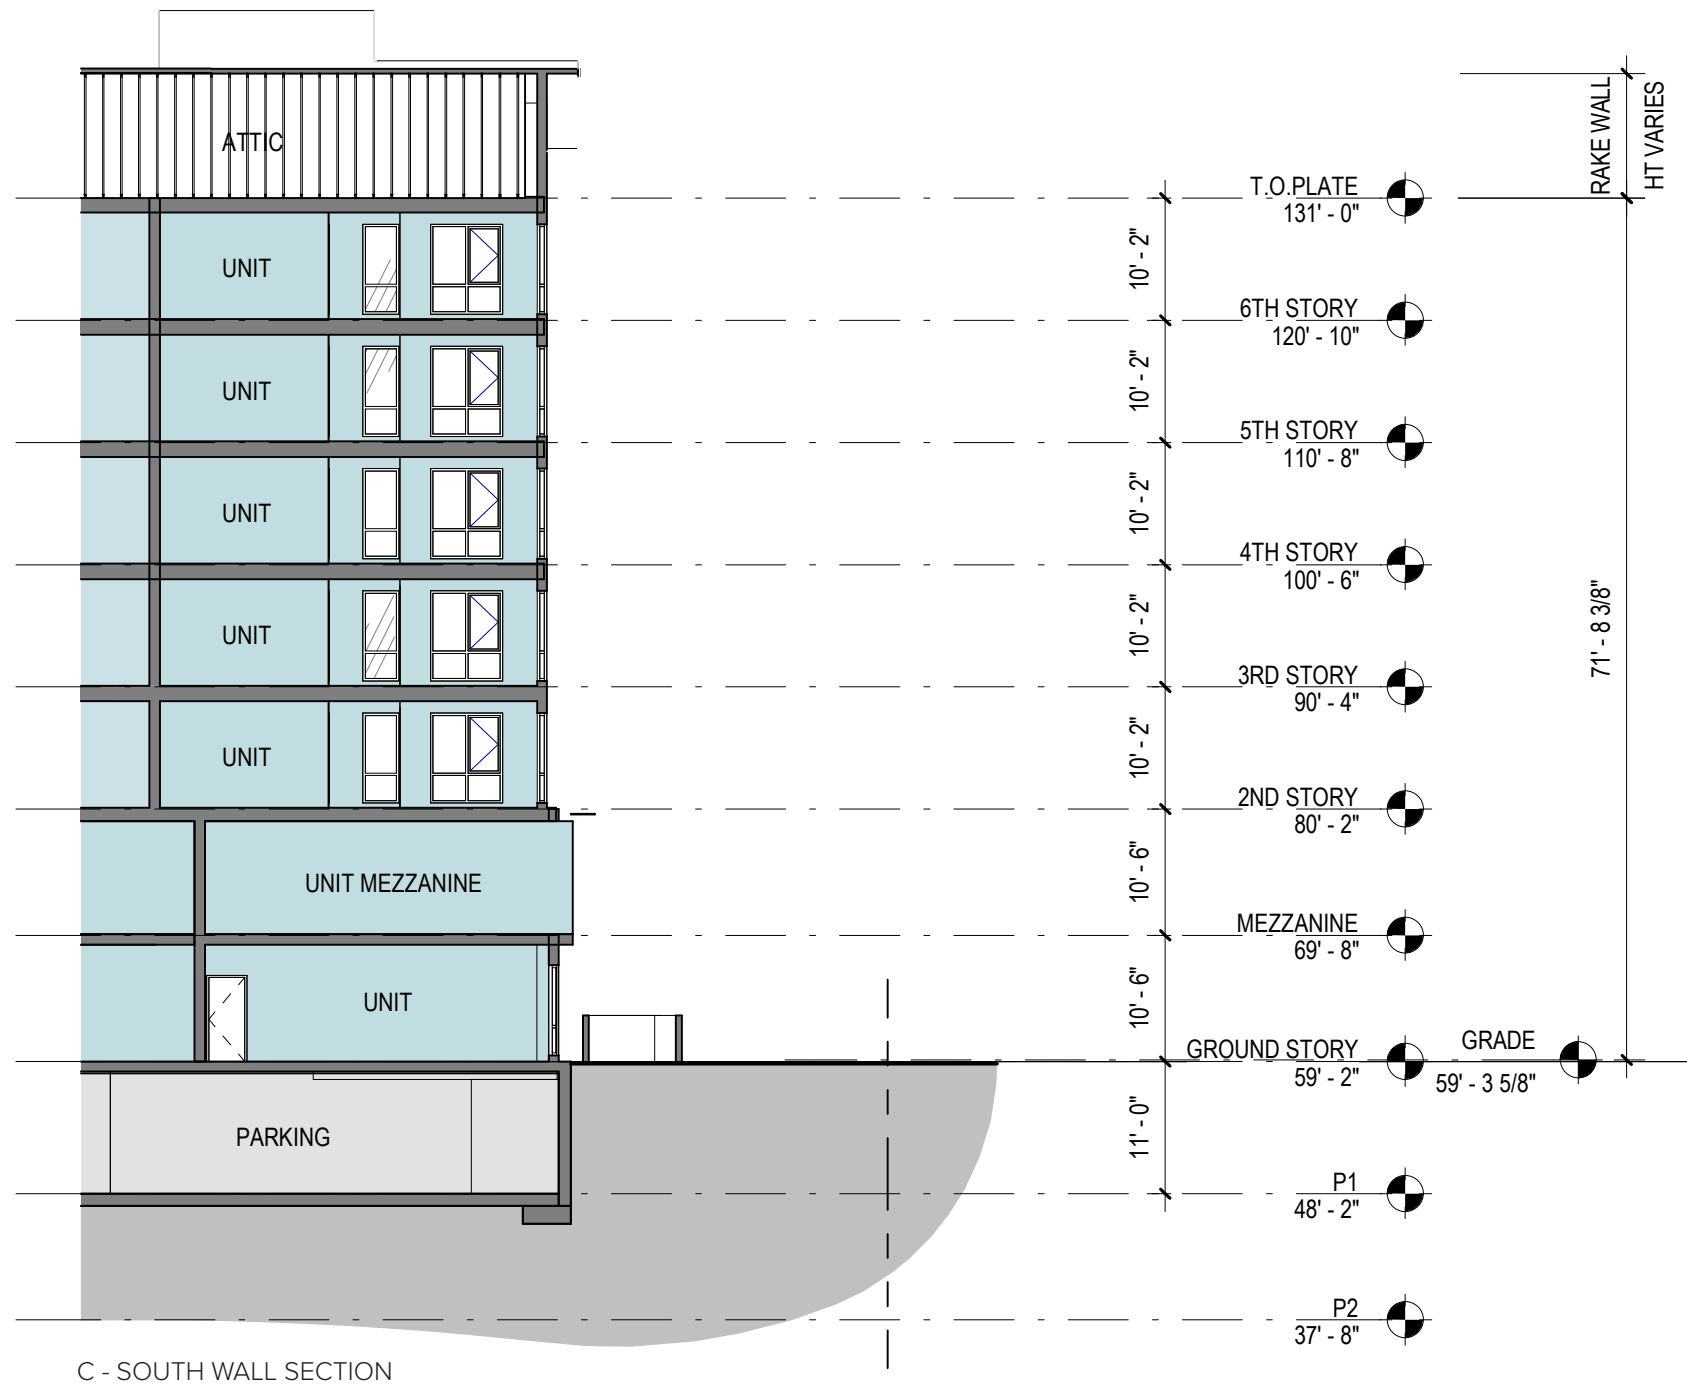 RAKE WALL
HT VARIES
ATTIC
T.O.PLATE
131' - 0"
10' - 2"
UNIT
6TH STORY
120' - 10"
10' - 2"
UNIT
5TH STORY
110' - 8"
10' - 2"
UNIT
4TH STORY
100' - 6"
10' - 2"
UNIT
71' - 8 3/8"
3RD STORY
90' - 4"
10' - 2"
UNIT
2ND STORY
80' - 2"
10' - 6"
UNIT MEZZANINE
MEZZANINE
69' - 8"
10' - 6"
UNIT
GROUND STORY
59' - 2"
GRADE
59' - 3 5/8"
11' - 0"
PARKING
P1
48' - 2"
P2
37' - 8"
C - SOUTH WALL SECTION